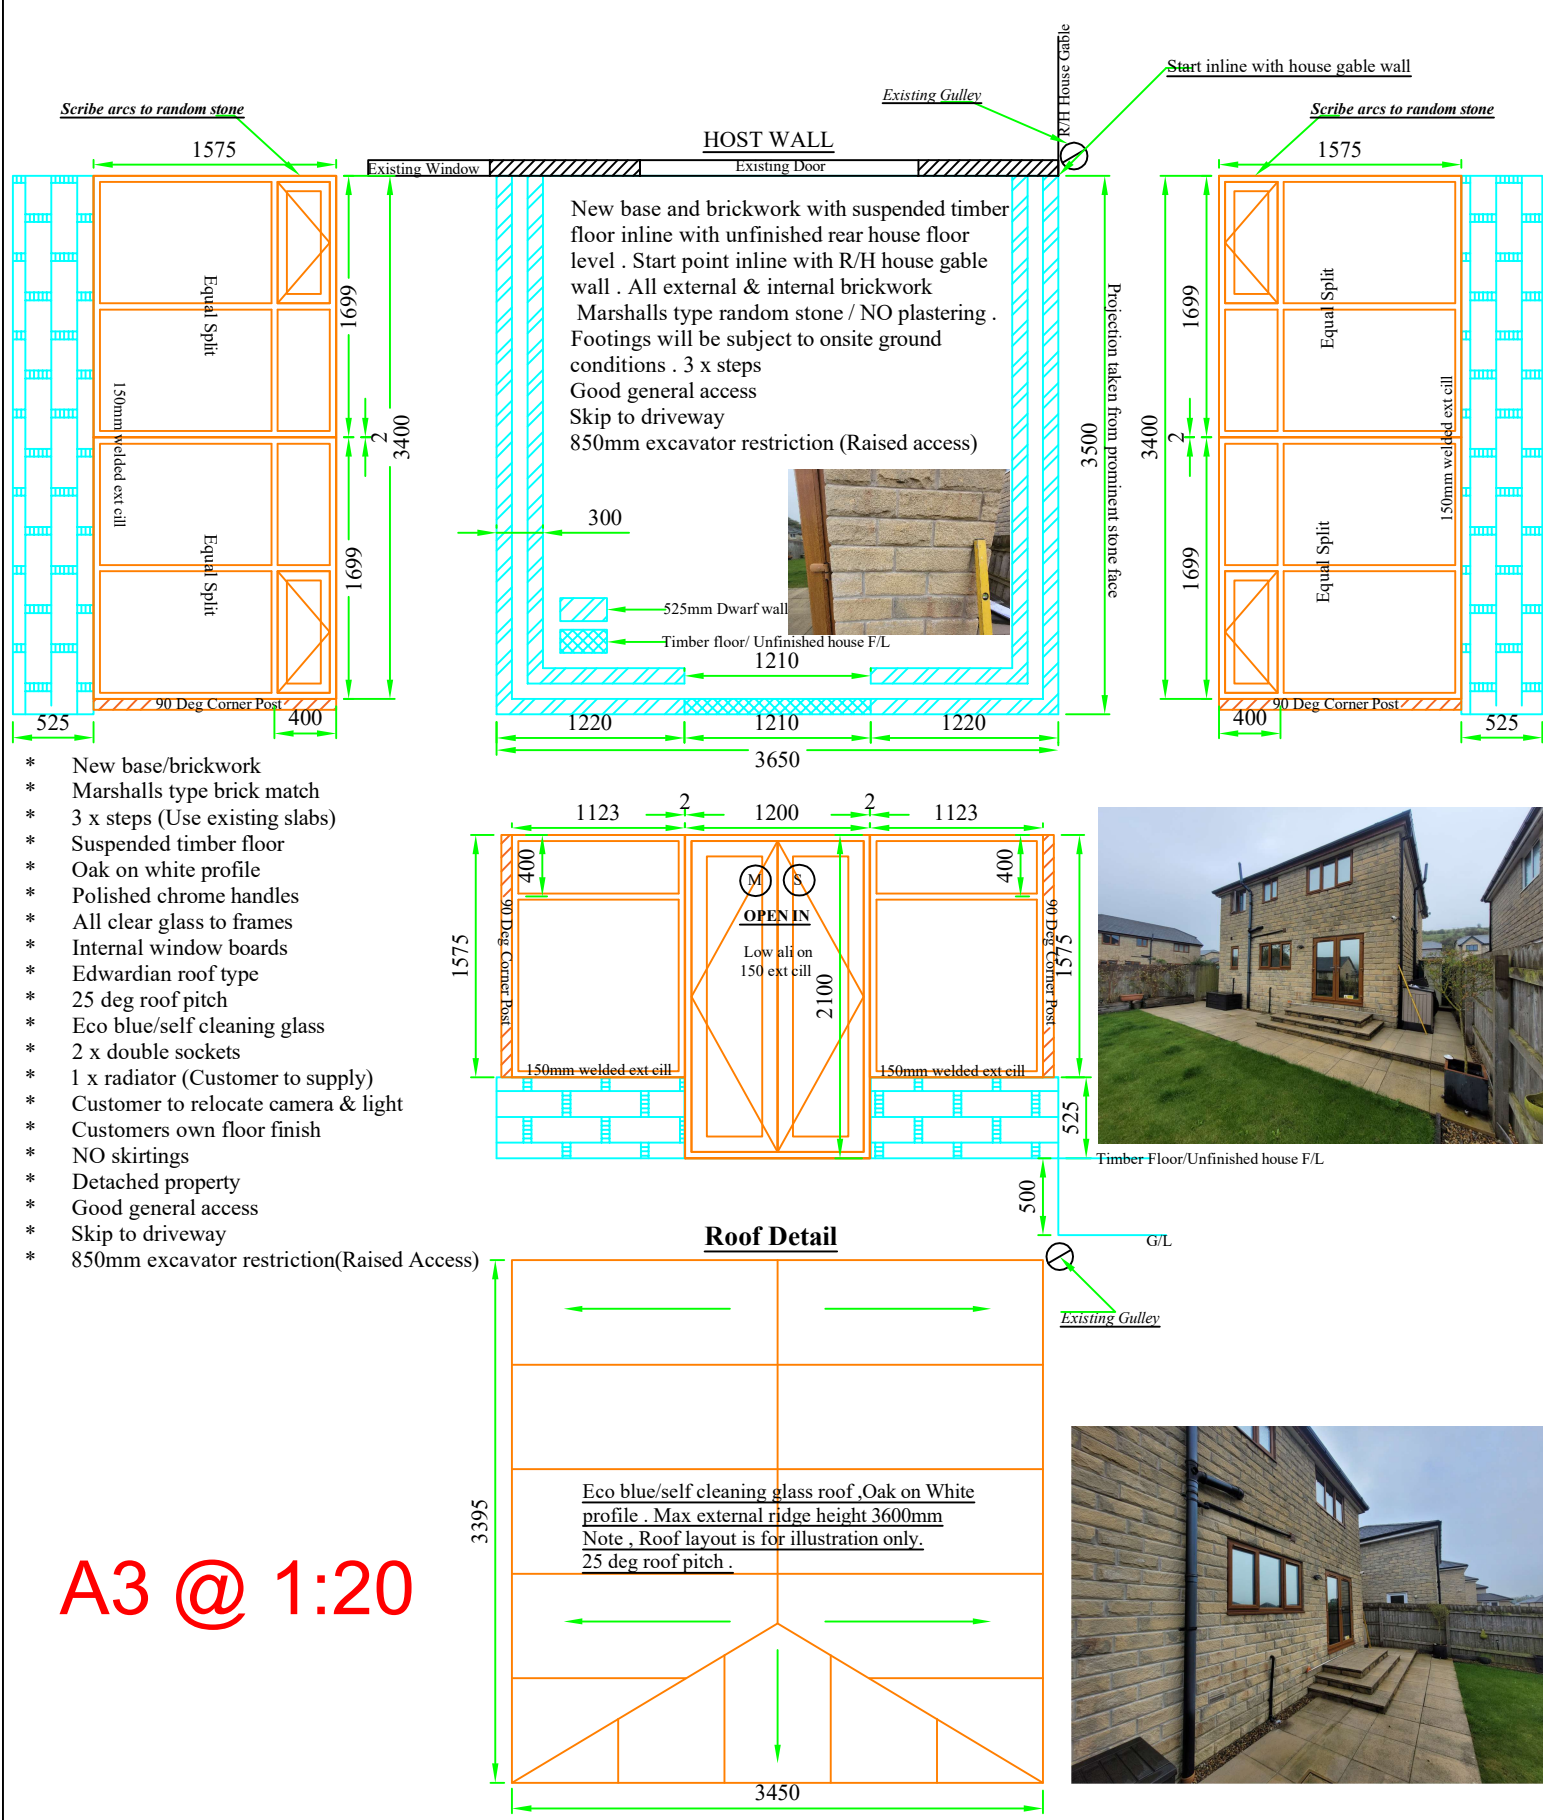 R/H House Gable
Start inline with house gable wall
Existing Gulley
Scribe arcs to random stone
Scribe arcs to random stone
HOST WALL
1575
1575
Existing Window
Existing Door
New base and brickwork with suspended timber
floor inline with unfinished rear house floor
level . Start point inline with R/H house gable
wall . All external & internal brickwork
Marshalls type random stone / NO plastering .
Footings will be subject to onsite ground
conditions . 3 x steps
Good general access
Skip to driveway
850mm excavator restriction (Raised access)
Equal Split
1699
150mm welded ext cill
2
3400
Equal Split
1699
90 Deg Corner Post
525
400
300
525mm Dwarf wall
Timber floor/ Unfinished house F/L
1210
1220
1210
1220
3650
Projection taken from prominent stone face
3500
3400
1699
2
1699
Equal Split
150mm welded ext cill
Equal Split
90 Deg Corner Post
400
525
* New base/brickwork
* Marshalls type brick match
* 3 x steps (Use existing slabs)
* Suspended timber floor
* Oak on white profile
* Polished chrome handles
* All clear glass to frames
* Internal window boards
* Edwardian roof type
* 25 deg roof pitch
* Eco blue/self cleaning glass
* 2 x double sockets
* 1 x radiator (Customer to supply)
* Customer to relocate camera & light
* Customers own floor finish
* NO skirtings
* Detached property
* Good general access
* Skip to driveway
* 850mm excavator restriction(Raised Access)
1123
2
1200
2
1123
400
400
M
S
OPEN IN
Low ali on
150 ext cill
2100
1575
90 Deg Corner Post
90 Deg Corner Post
1575
150mm welded ext cill
150mm welded ext cill
525
Timber Floor/Unfinished house F/L
500
G/L
Existing Gulley
Roof Detail
3395
Eco blue/self cleaning glass roof ,Oak on White
profile . Max external ridge height 3600mm
Note , Roof layout is for illustration only.
25 deg roof pitch .
3450
A3 @ 1:20